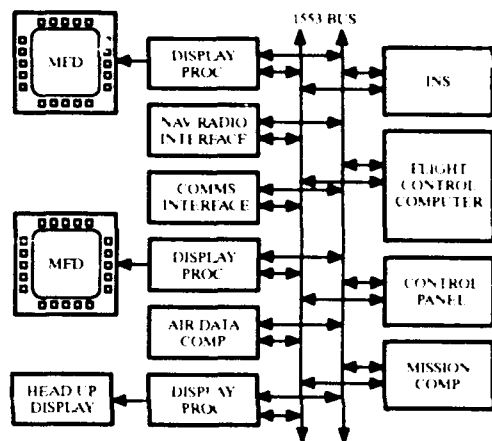 1553 BUS
MFD
DISPLAY
PROC
INS
NAV RADIO
INTERFACE
COMMS
INTERFACE
FLIGHT
CONTROL
COMPUTER
MFD
DISPLAY
PROC
CONTROL
PANEL
AIR DATA
COMP
MISSION
COMP
HEAD UP
DISPLAY
DISPLAY
PROC